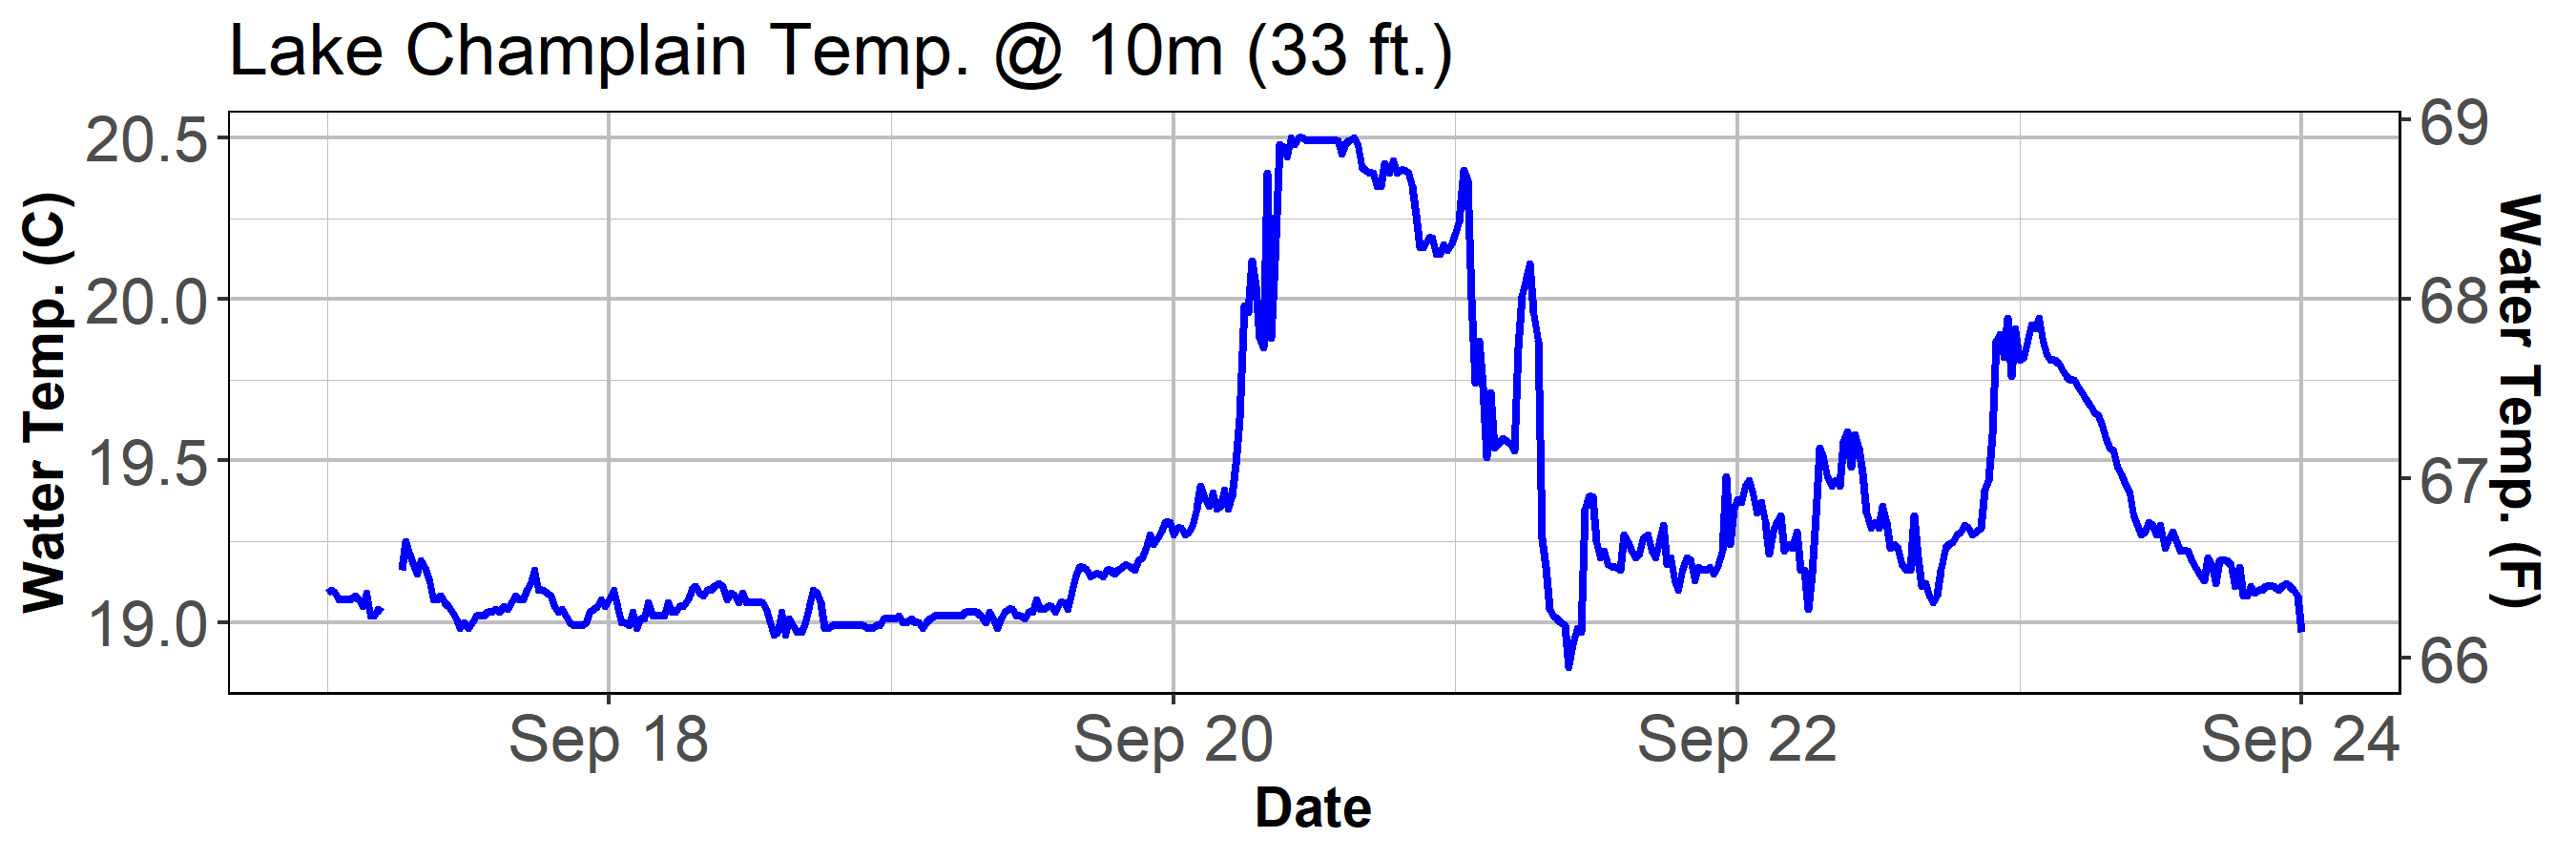 Lake Champlain Temp. @ 10m (33 ft.)
20.5
20.0
19.5
19.0
Water Temp. (C)
69
68
67
66
Water Temp. (F)
Sep 18
Sep 20
Sep 22
Sep 24
Date